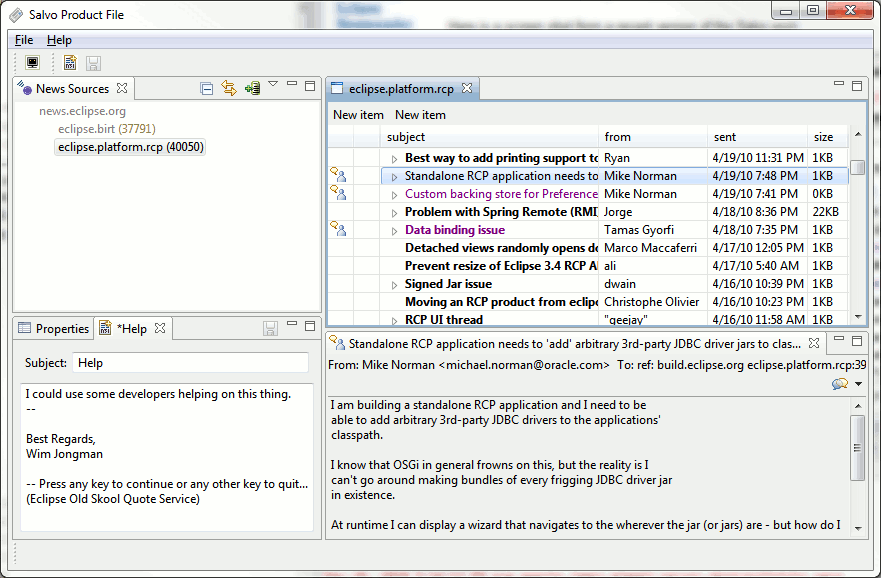 Salvo Product File
File Help
News Sources
news.eclipse.org
eclipse.birt (37791)
eclipse.platform.rcp (40050)
eclipse.platform.rcp
New item New item
subject from sent size
Best way to add printing support to Ryan 4/19/10 11:31 PM 1KB
Standalone RCP application needs to Mike Norman 4/19/10 7:48 PM 1KB
Custom backing store for Preference Mike Norman 4/19/10 7:41 PM 0KB
Problem with Spring Remote (RMI Jorge 4/18/10 8:36 PM 22KB
Data binding issue Tamas Gyorfi 4/18/10 7:35 PM 1KB
Detached views randomly opens do Marco Maccaferri 4/17/10 12:05 PM 1KB
Prevent resize of Eclipse 3.4 RCP A ali 4/17/10 5:40 AM 1KB
Signed Jar issue dwain 4/16/10 10:39 PM 1KB
Moving an RCP product from eclips Christophe Olivier 4/16/10 10:23 PM 1KB
RCP UI thread "geejay" 4/16/10 11:58 AM 1KB
Properties *Help
Subject: Help
I could use some developers helping on this thing.
--
Best Regards,
Wim Jongman
-- Press any key to continue or any other key to quit...
(Eclipse Old Skool Quote Service)
Standalone RCP application needs to 'add' arbitrary 3rd-party JDBC driver jars to clas...
From: Mike Norman <michael.norman@oracle.com> To: ref: build.eclipse.org eclipse.platform.rcp:39
I am building a standalone RCP application and I need to be
able to add arbitrary 3rd-party JDBC drivers to the applications'
classpath.
I know that OSGi in general frowns on this, but the reality is I
can't go around making bundles of every frigging JDBC driver jar
in existence.
At runtime I can display a wizard that navigates to the wherever the jar (or jars) are - but how do I